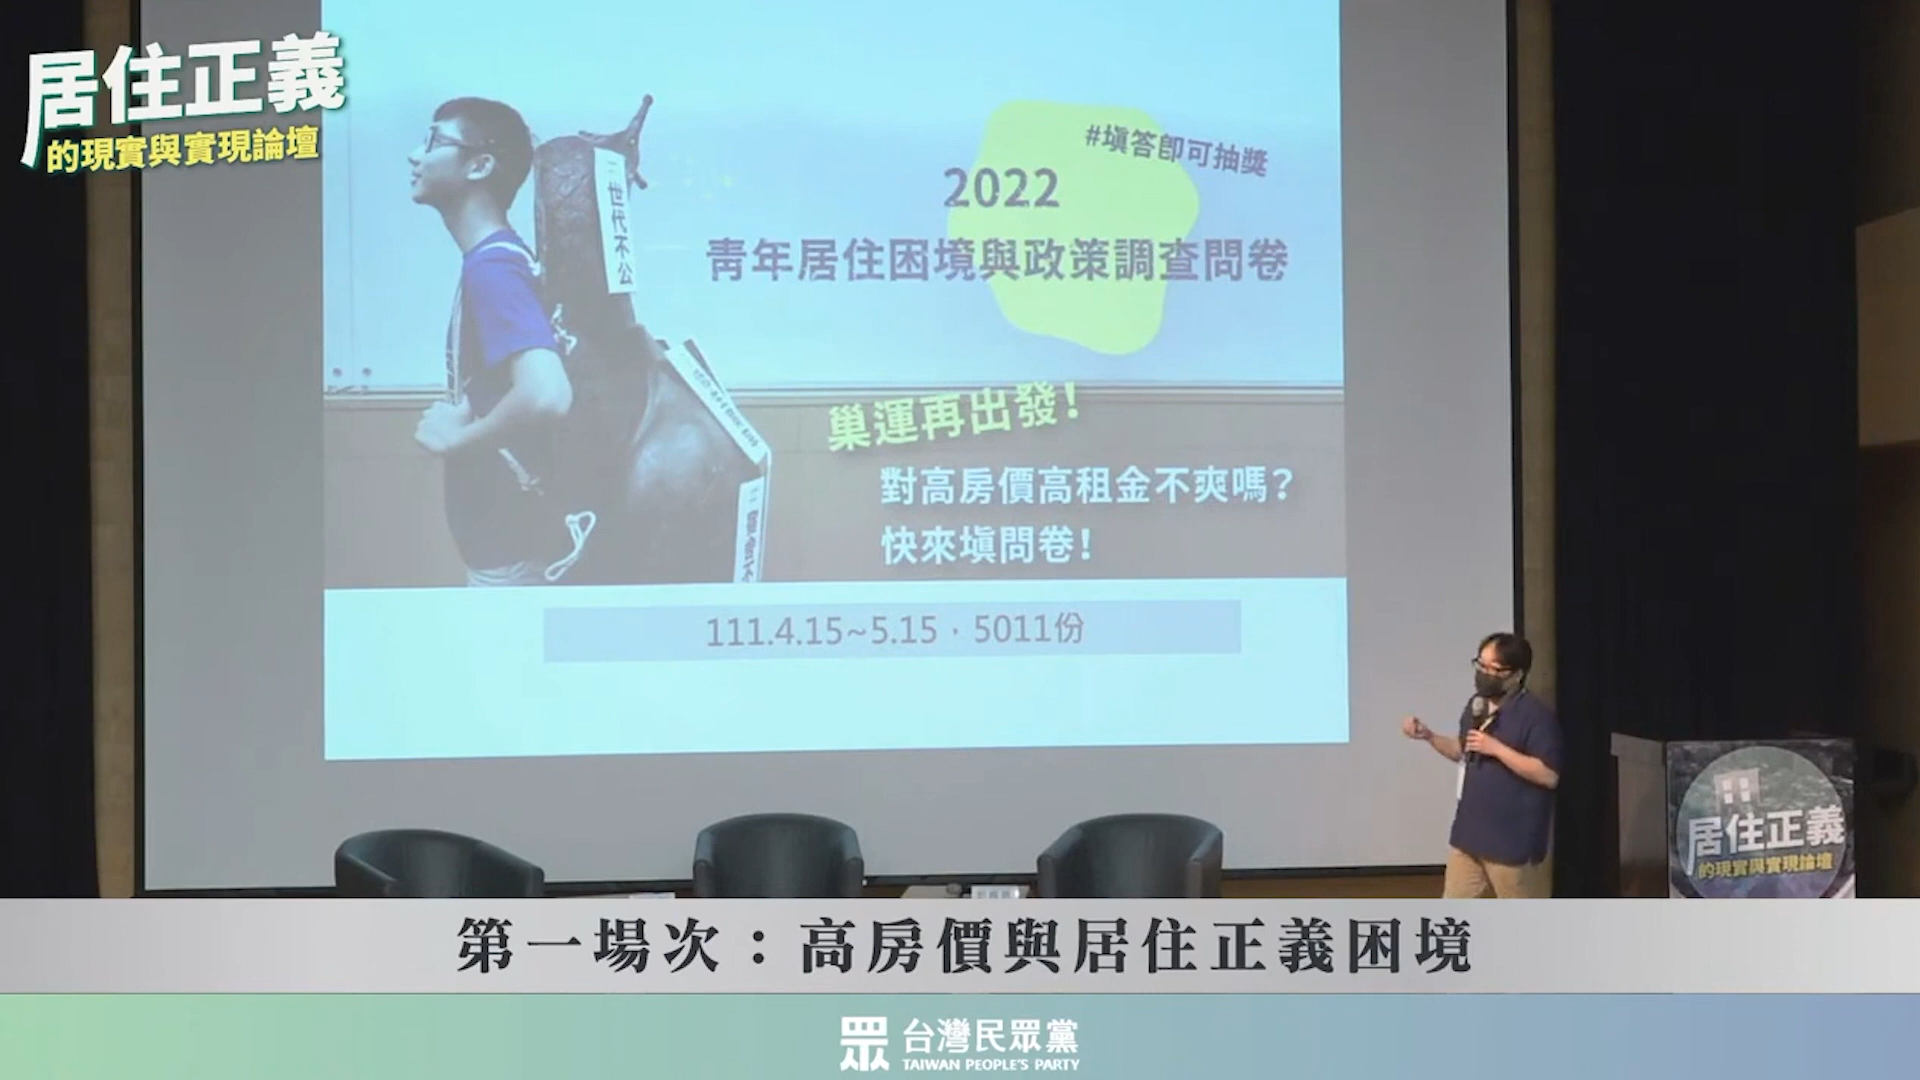 居住正義
的現實與實現論壇
#填答即可抽獎
2022
青年居住困境與政策調查問卷
世代不公
巢運再出發！
對高房價高租金不爽嗎？
快來填問卷！
111.4.15~5.15，5011份
居住正義
的現實與實現論壇
第一場次：高房價與居住正義困境
眾 台灣民眾黨
TAIWAN PEOPLE'S PARTY